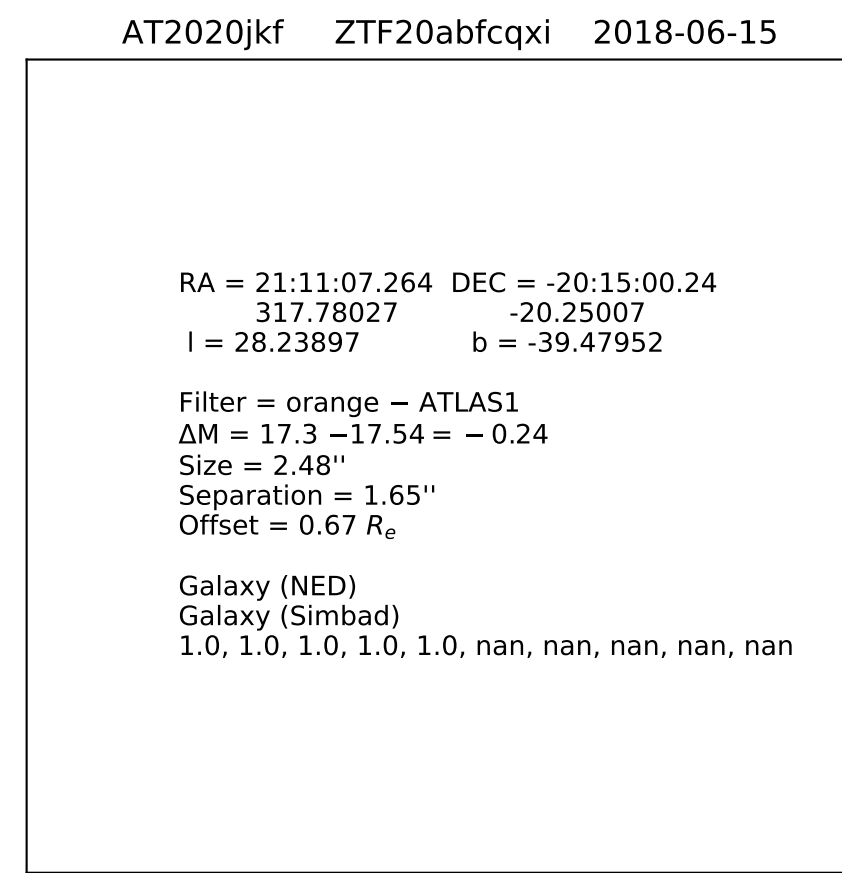 AT2020jkf ZTF20abfcqxi 2018-06-15
RA = 21:11:07.264 DEC = -20:15:00.24
317.78027 -20.25007
l = 28.23897 b = -39.47952
Filter = orange − ATLAS1
ΔM = 17.3 −17.54 = − 0.24
Size = 2.48''
Separation = 1.65''
Offset = 0.67 Rₑ
Galaxy (NED)
Galaxy (Simbad)
1.0, 1.0, 1.0, 1.0, 1.0, nan, nan, nan, nan, nan